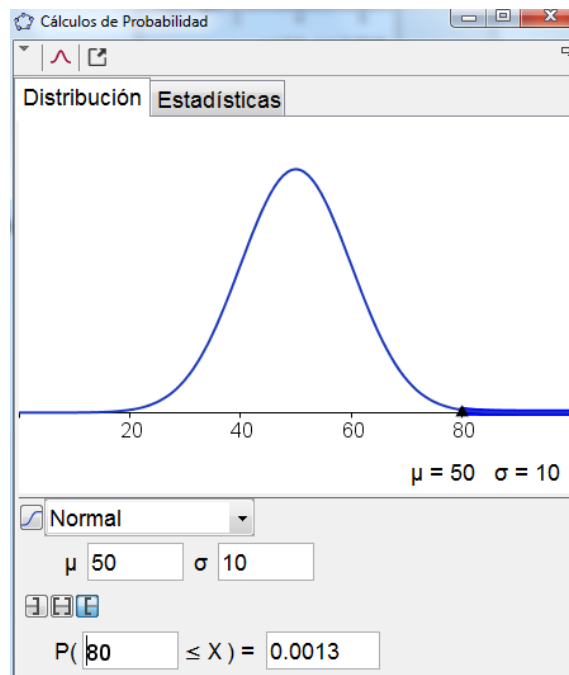 Cálculos de Probabilidad
Distribución Estadísticas
20 40 60 80
μ = 50 σ = 10
Normal
μ 50 σ 10
P( 80 ≤ X ) = 0.0013